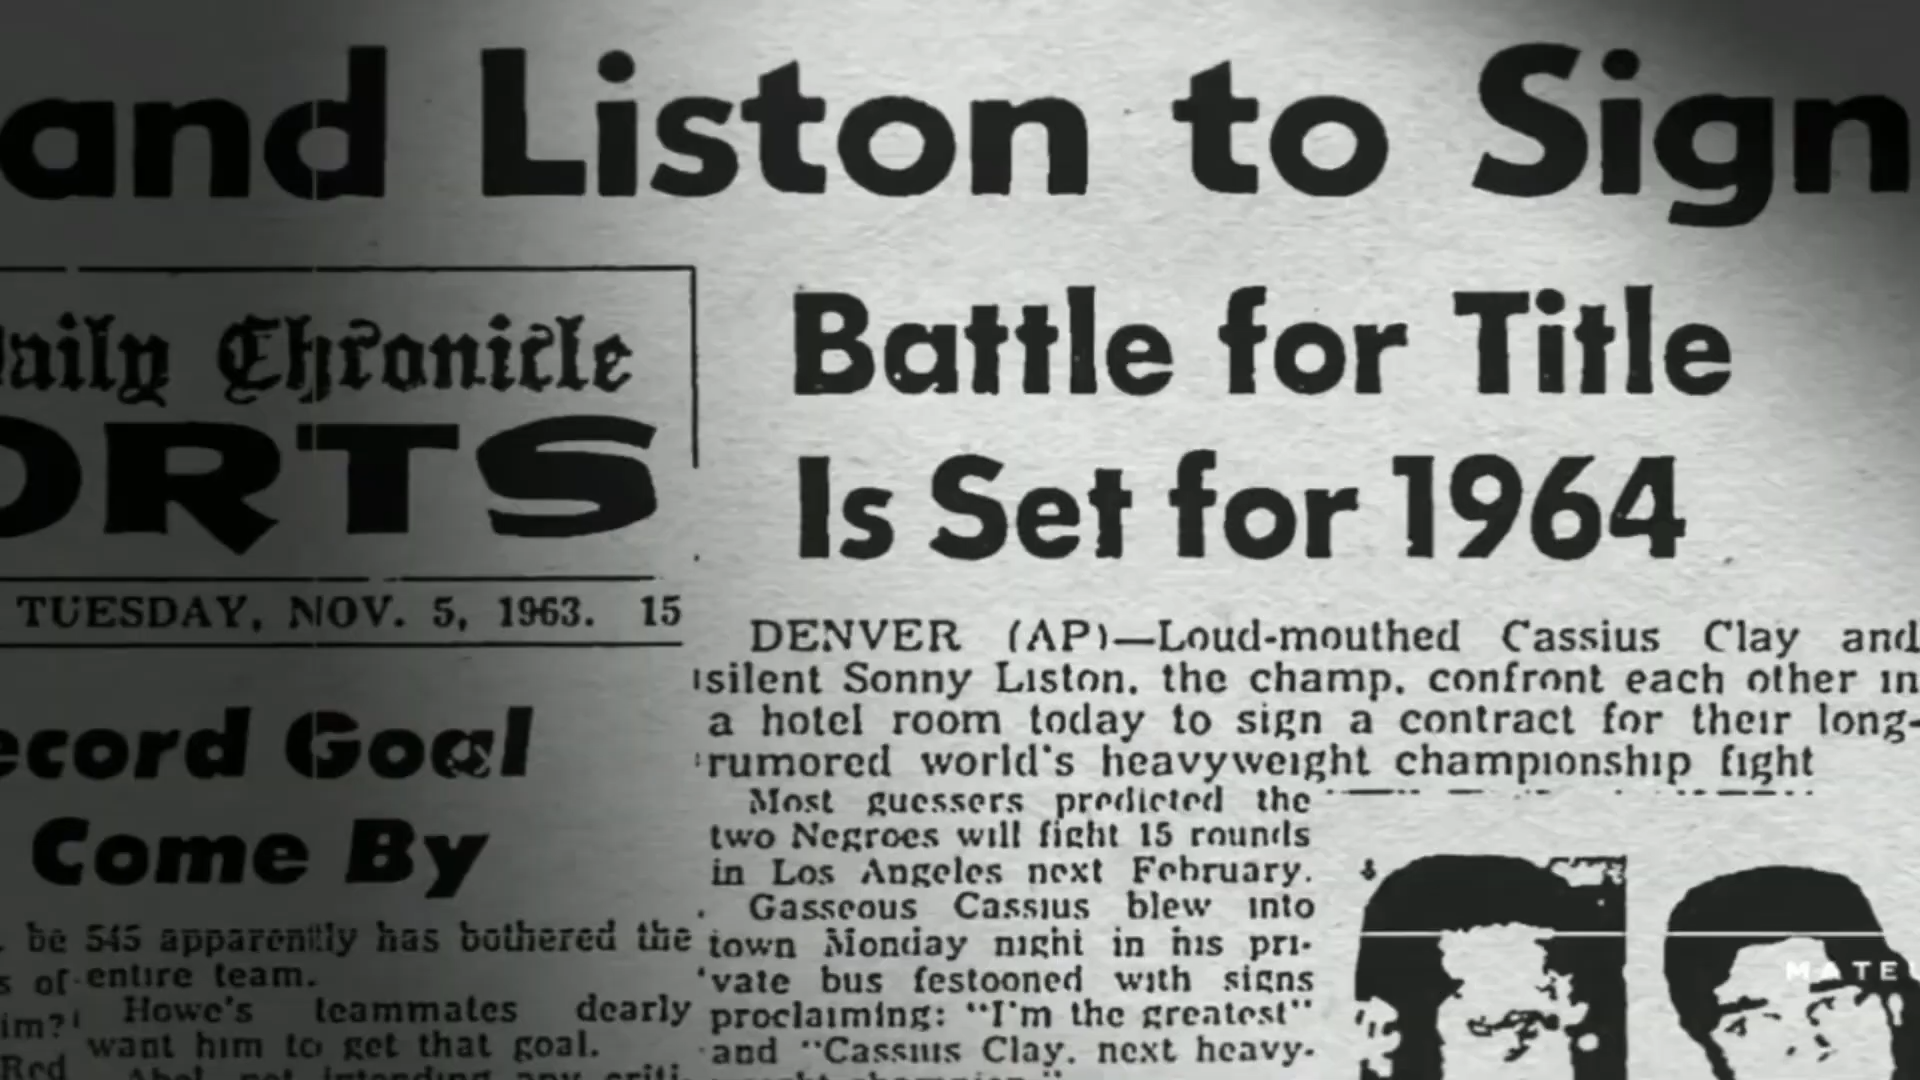 and Liston to Sign
Daily Chronicle
ORTS
TUESDAY, NOV. 5, 1963. 15
Battle for Title
Is Set for 1964
DENVER (AP)—Loud-mouthed Cassius Clay and
silent Sonny Liston, the champ, confront each other in
a hotel room today to sign a contract for their long-
rumored world's heavyweight championship fight
Most guessers predicted the
two Negroes will fight 15 rounds
in Los Angeles next February.
Gasseous Cassius blew into
town Monday night in his pri-
vate bus festooned with signs
proclaiming: "I'm the greatest"
and "Cassius Clay, next heavy-
ecord Goal
Come By
be 545 apparently has bothered the
s of entire team.
im? Howe's teammates dearly
want him to get that goal.
Red
MATEU